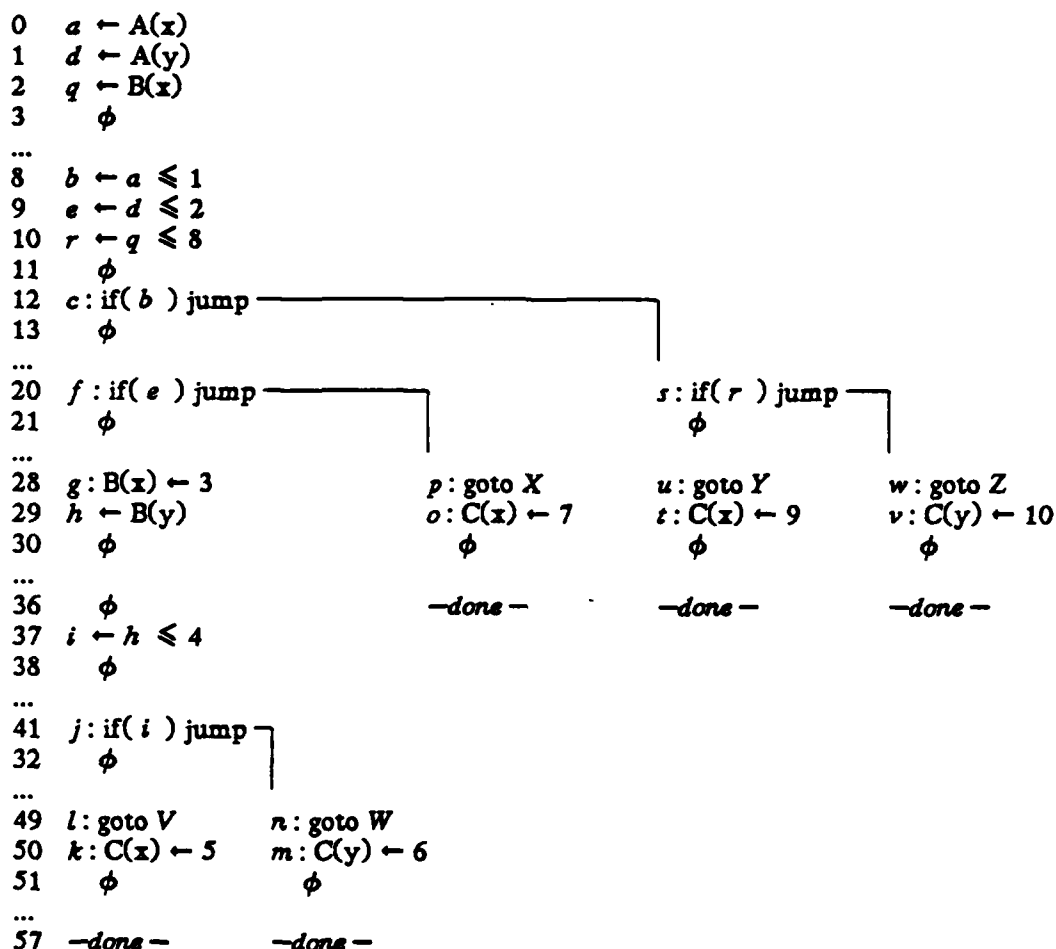 0 a ← A(x)
1 d ← A(y)
2 q ← B(x)
3 ϕ
...
8 b ← a ⩽ 1
9 e ← d ⩽ 2
10 r ← q ⩽ 8
11 ϕ
12 c : if( b ) jump
13 ϕ
...
20 f : if( e ) jump s : if( r ) jump
21 ϕ ϕ
...
28 g : B(x) ← 3 p : goto X u : goto Y w : goto Z
29 h ← B(y) o : C(x) ← 7 t : C(x) ← 9 v : C(y) ← 10
30 ϕ ϕ ϕ ϕ
...
36 ϕ —done— —done— —done—
37 i ← h ⩽ 4
38 ϕ
...
41 j : if( i ) jump
32 ϕ
...
49 l : goto V n : goto W
50 k : C(x) ← 5 m : C(y) ← 6
51 ϕ ϕ
...
57 —done— —done—